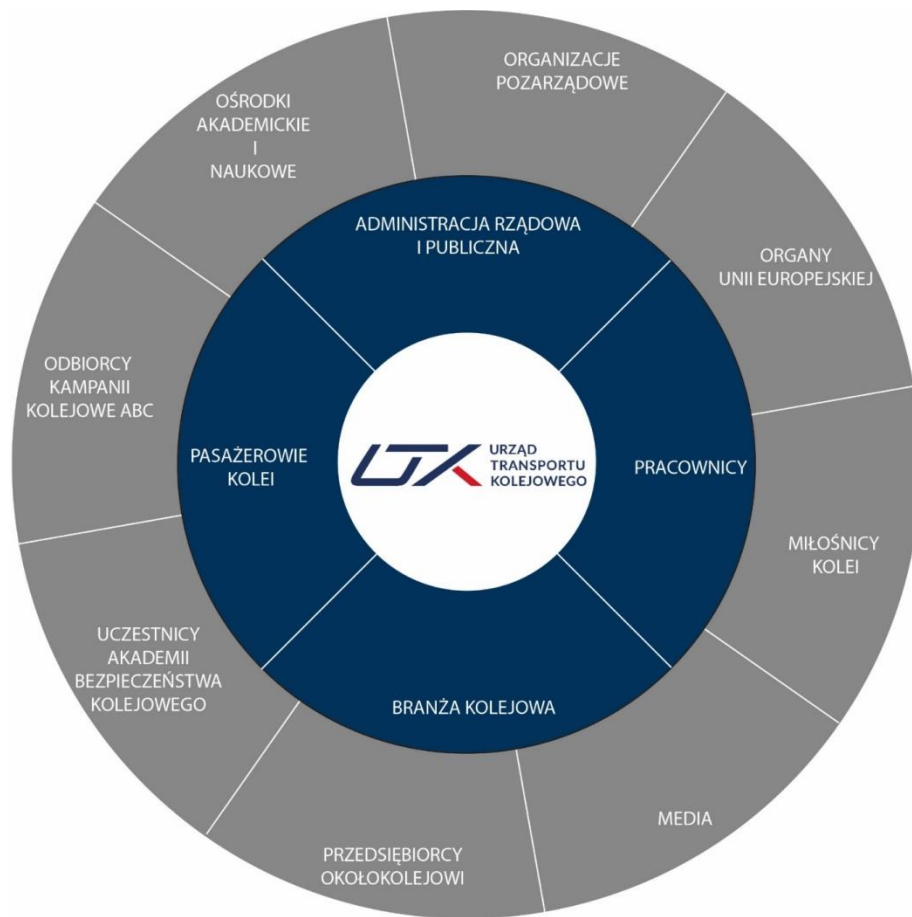 ORGANIZACJE
POZARZĄDOWE
OŚRODKI
AKADEMICKIE
I
NAUKOWE
ADMINISTRACJA RZĄDOWA
I PUBLICZNA
ORGANY
UNII EUROPEJSKIEJ
ODBIORCY
KAMPANII
KOLEJOWE ABC
PASAŻEROWIE
KOLEI
UTK
URZĄD
TRANSPORTU
KOLEJOWEGO
PRACOWNICY
MIŁOŚNICY
KOLEI
UCZESTNICY
AKADEMII
BEZPIECZEŃSTWA
KOLEJOWEGO
BRANŻA KOLEJOWA
MEDIA
PRZEDSIĘBIORCY
OKOŁOKOLEJOWI